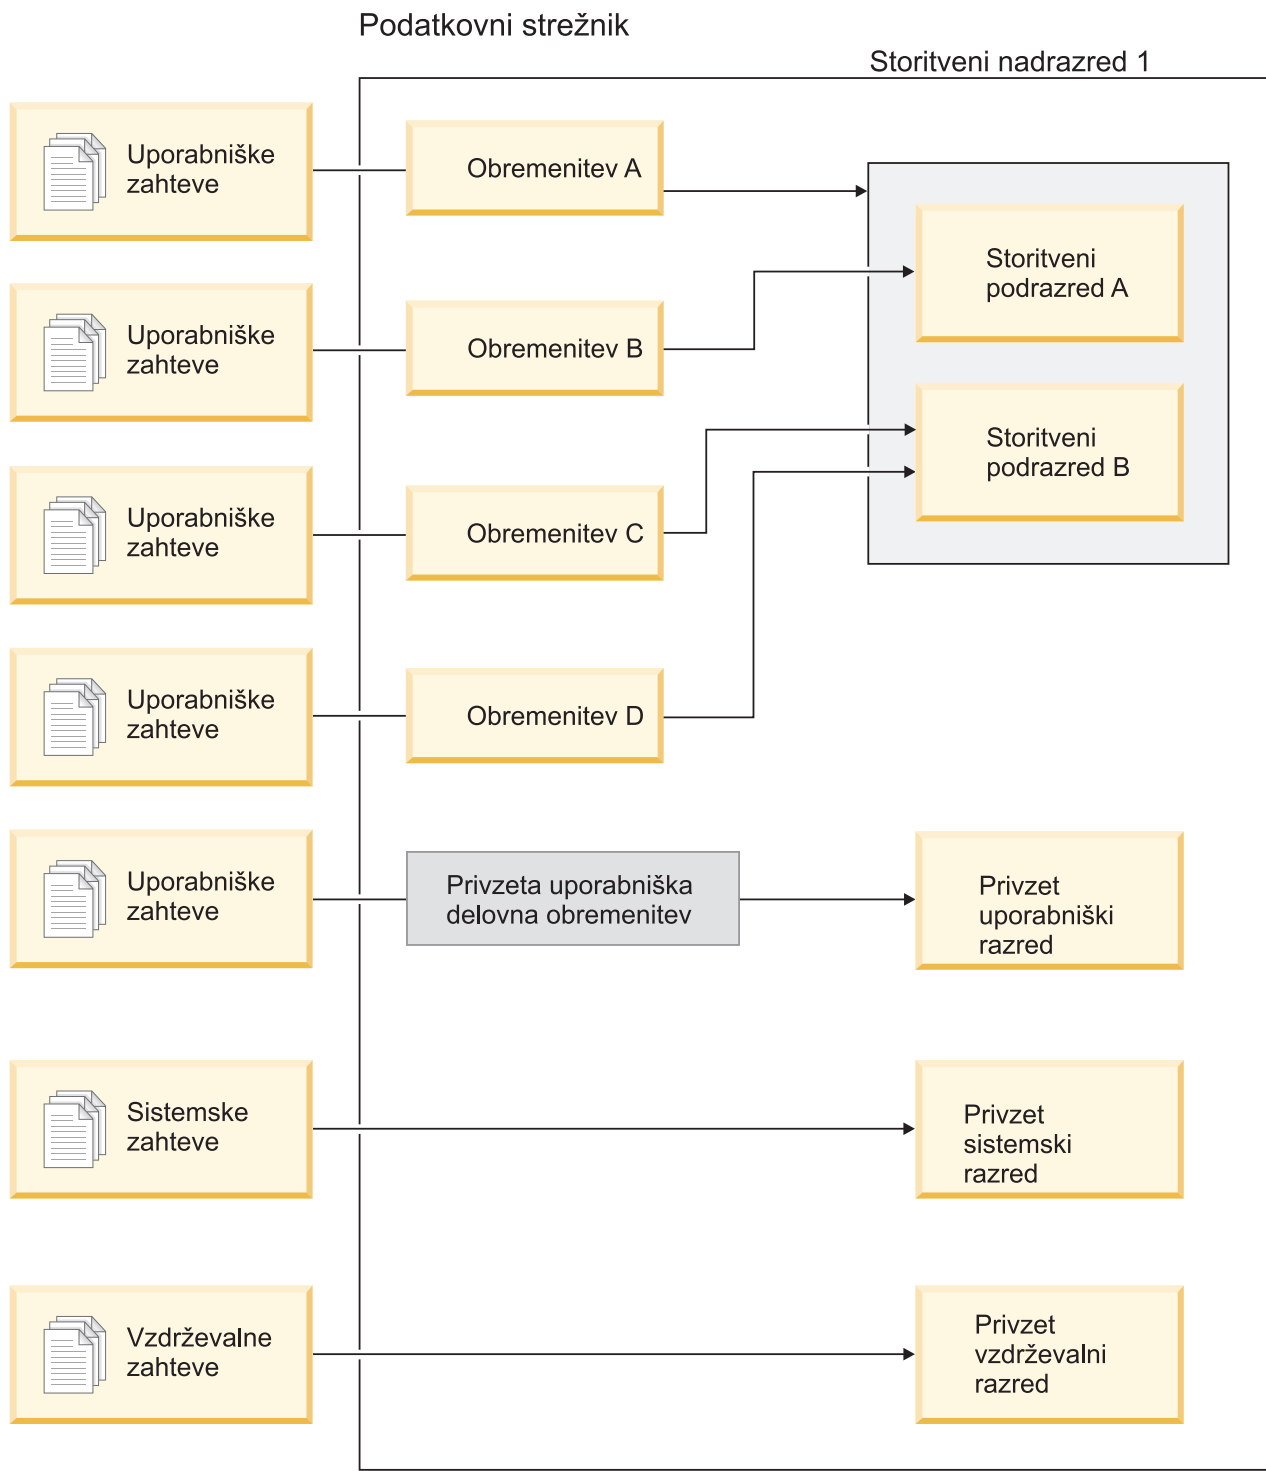 Podatkovni strežnik
Storitveni nadrazred 1
Uporabniške
zahteve
Obremenitev A
Storitveni
podrazred A
Uporabniške
zahteve
Obremenitev B
Storitveni
podrazred B
Uporabniške
zahteve
Obremenitev C
Uporabniške
zahteve
Obremenitev D
Uporabniške
zahteve
Privzeta uporabniška
delovna obremenitev
Privzet
uporabniški
razred
Sistemske
zahteve
Privzet
sistemski
razred
Vzdrževalne
zahteve
Privzet
vzdrževalni
razred